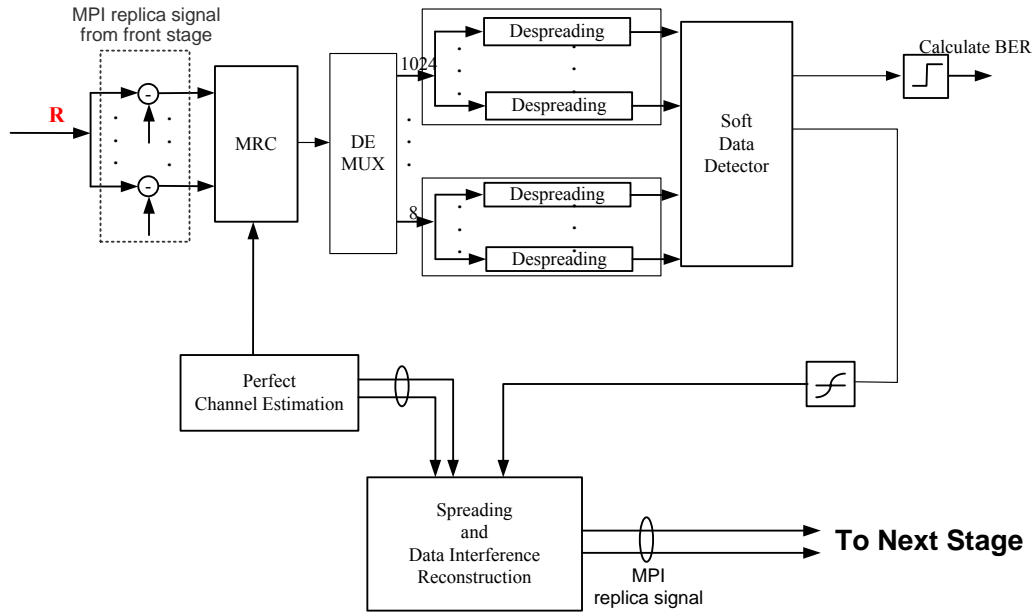 MPI replica signal
from front stage
R
-
-
MRC
DE
MUX
1024
8
Despreading
Despreading
Despreading
Despreading
Soft
Data
Detector
Calculate BER
Perfect
Channel Estimation
Spreading
and
Data Interference
Reconstruction
MPI
replica signal
To Next Stage